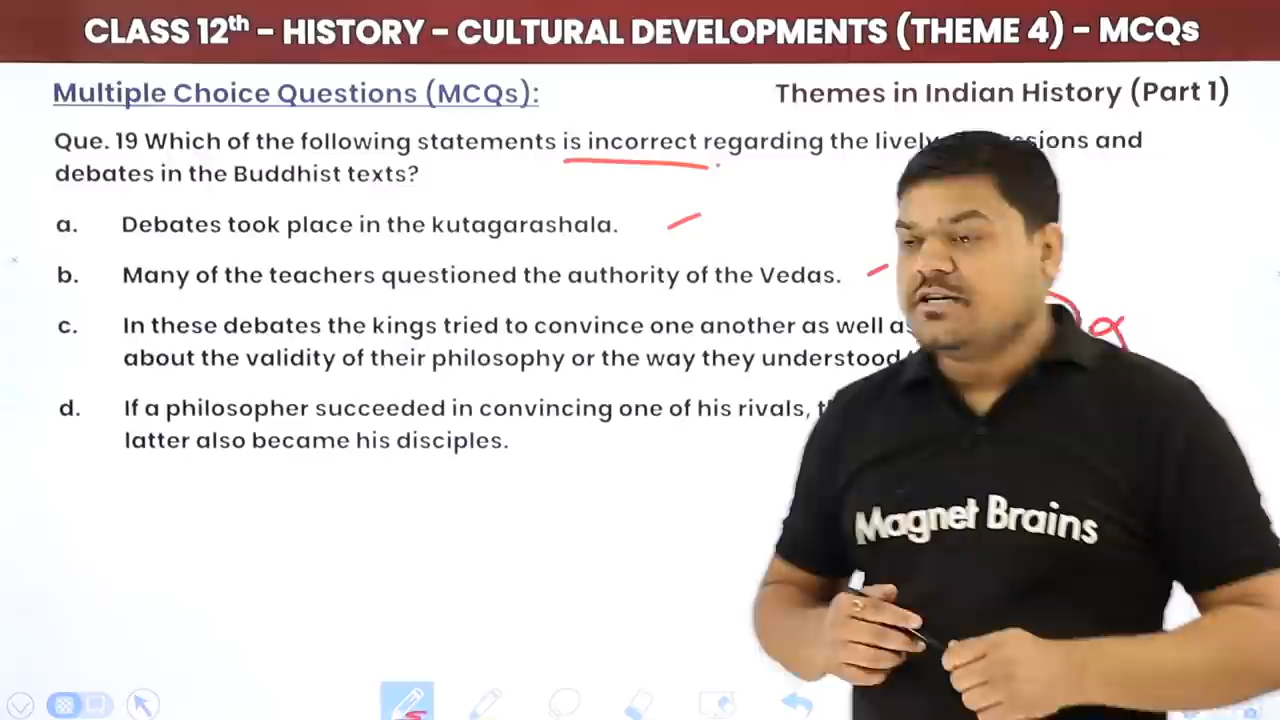 CLASS 12th – HISTORY – CULTURAL DEVELOPMENTS (THEME 4) – MCQs
Multiple Choice Questions (MCQs):
Themes in Indian History (Part 1)
Que. 19 Which of the following statements is incorrect regarding the lively and
debates in the Buddhist texts?
a. Debates took place in the kutagarashala.
b. Many of the teachers questioned the authority of the Vedas.
c. In these debates the kings tried to convince one another as well
about the validity of their philosophy or the way they understood
d. If a philosopher succeeded in convincing one of his rivals,
latter also became his disciples.
Magnet Brains